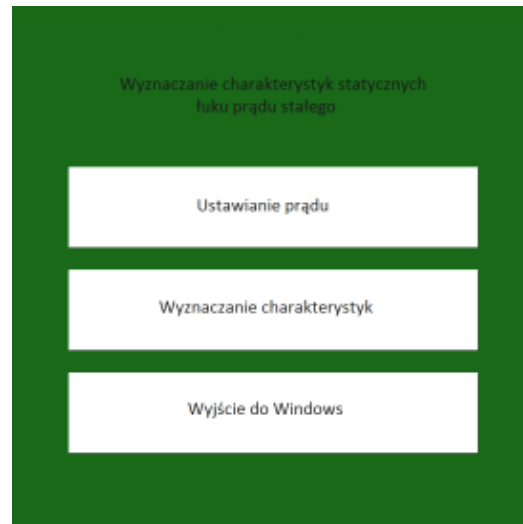 Wyznaczanie charakterystyk statycznych
łuku prądu stałego
Ustawianie prądu
Wyznaczanie charakterystyk
Wyjście do Windows